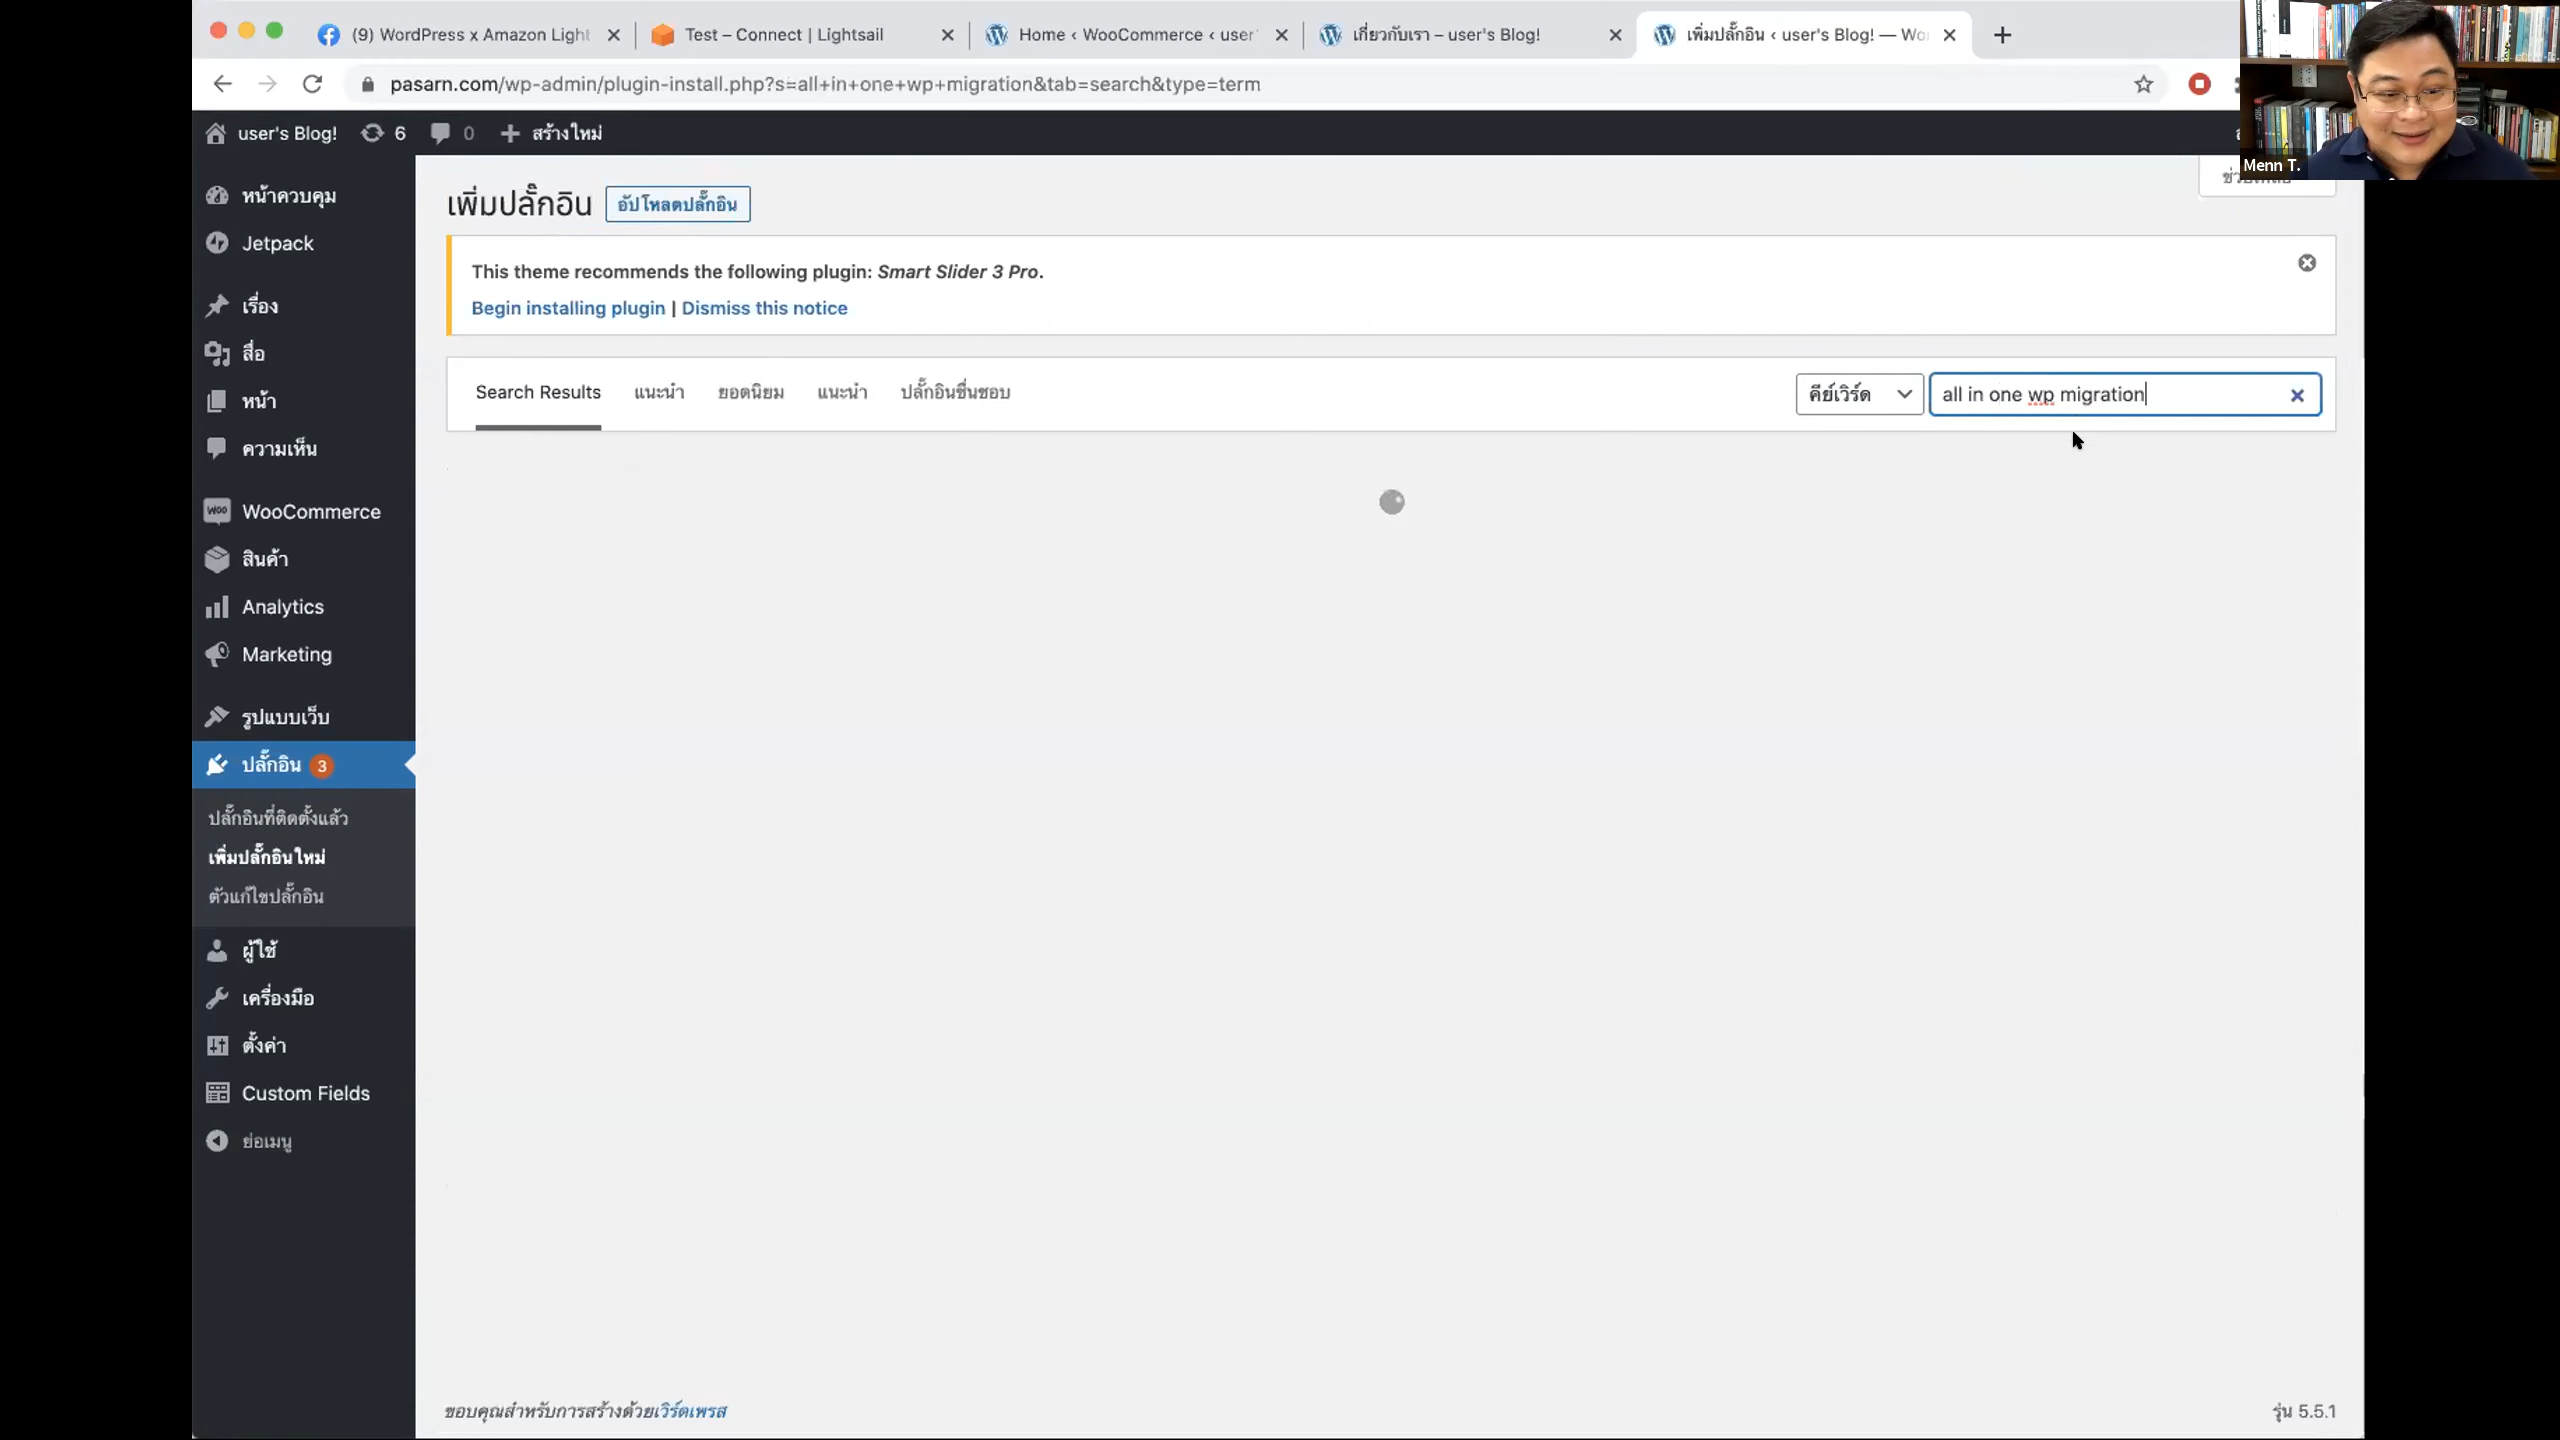 (9) WordPress x Amazon Light
Test – Connect | Lightsail
Home ‹ WooCommerce ‹ user'
เกี่ยวกับเรา – user's Blog!
เพิ่มปลั๊กอิน ‹ user's Blog! — Wo
pasarn.com/wp-admin/plugin-install.php?s=all+in+one+wp+migration&tab=search&type=term
user's Blog!
6
0
สร้างใหม่
Menn T.
หน้าควบคุม
Jetpack
เรื่อง
สื่อ
หน้า
ความเห็น
WooCommerce
สินค้า
Analytics
Marketing
รูปแบบเว็บ
ปลั๊กอิน 3
ปลั๊กอินที่ติดตั้งแล้ว
เพิ่มปลั๊กอินใหม่
ตัวแก้ไขปลั๊กอิน
ผู้ใช้
เครื่องมือ
ตั้งค่า
Custom Fields
ย่อเมนู
เพิ่มปลั๊กอิน
อัปโหลดปลั๊กอิน
This theme recommends the following plugin: Smart Slider 3 Pro.
Begin installing plugin | Dismiss this notice
Search Results
แนะนำ
ยอดนิยม
แนะนำ
ปลั๊กอินชื่นชอบ
คีย์เวิร์ด
all in one wp migration
ขอบคุณสำหรับการสร้างด้วยเวิร์ดเพรส
รุ่น 5.5.1